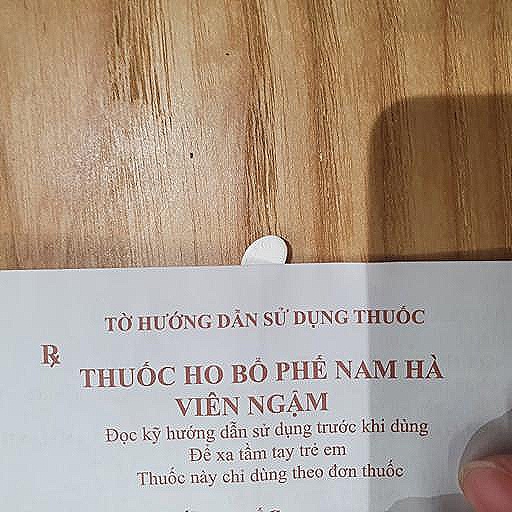 TỜ HƯỚNG DẪN SỬ DỤNG THUỐC
℞
THUỐC HO BỔ PHẾ NAM HÀ
VIÊN NGẬM
Đọc kỹ hướng dẫn sử dụng trước khi dùng
Để xa tầm tay trẻ em
Thuốc này chỉ dùng theo đơn thuốc